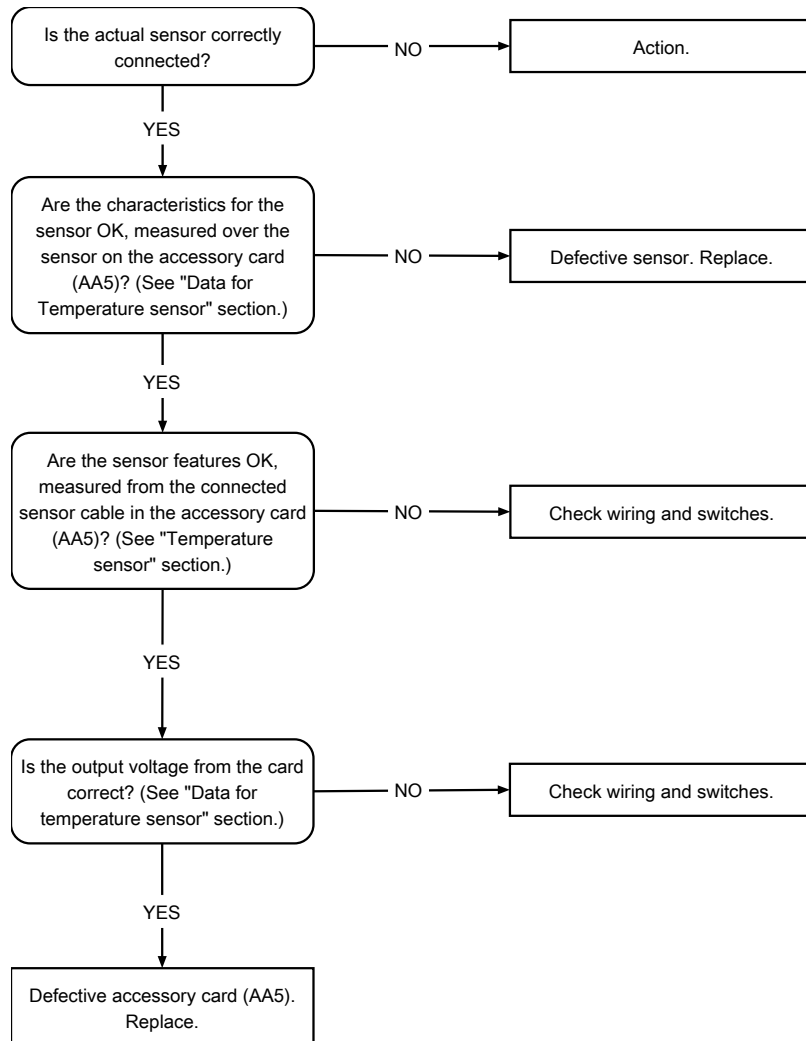 Is the actual sensor correctly
connected?
NO
Action.
YES
Are the characteristics for the
sensor OK, measured over the
sensor on the accessory card
(AA5)? (See "Data for
Temperature sensor" section.)
NO
Defective sensor. Replace.
YES
Are the sensor features OK,
measured from the connected
sensor cable in the accessory card
(AA5)? (See "Temperature
sensor" section.)
NO
Check wiring and switches.
YES
Is the output voltage from the card
correct? (See "Data for
temperature sensor" section.)
NO
Check wiring and switches.
YES
Defective accessory card (AA5).
Replace.